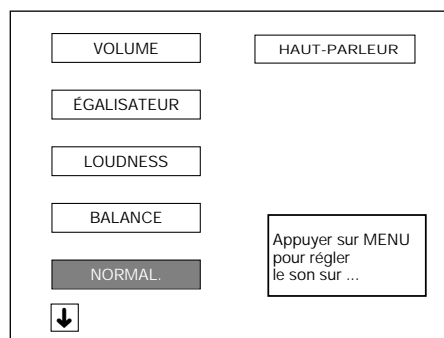 VOLUME
HAUT-PARLEUR
ÉGALISATEUR
LOUDNESS
BALANCE
NORMAL.
Appuyer sur MENU
pour régler
le son sur ...